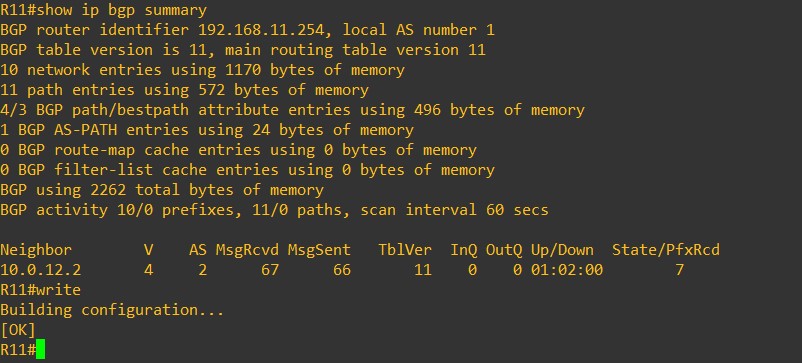 R11#show ip bgp summary
BGP router identifier 192.168.11.254, local AS number 1
BGP table version is 11, main routing table version 11
10 network entries using 1170 bytes of memory
11 path entries using 572 bytes of memory
4/3 BGP path/bestpath attribute entries using 496 bytes of memory
1 BGP AS-PATH entries using 24 bytes of memory
0 BGP route-map cache entries using 0 bytes of memory
0 BGP filter-list cache entries using 0 bytes of memory
BGP using 2262 total bytes of memory
BGP activity 10/0 prefixes, 11/0 paths, scan interval 60 secs

Neighbor        V    AS MsgRcvd MsgSent   TblVer  InQ OutQ Up/Down  State/PfxRcd
10.0.12.2       4     2      67      66       11    0    0 01:02:00        7
R11#write
Building configuration...
[OK]
R11#